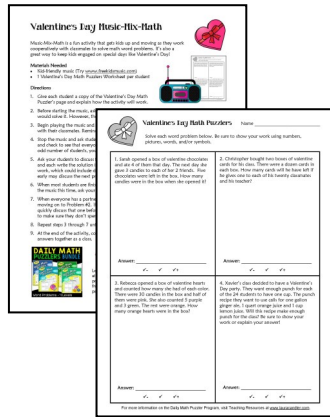 Valentine's Day Music-Mix-Math
Music-Mix-Math is a fun activity that gets kids up and moving as they work
cooperatively with classmates to solve math word problems. It's also a
great way to keep kids engaged on special days like Valentine's Day!
Materials Needed
• Kid-friendly music (Try www.freekidsmusic.com)
• 1 Valentine's Day Math Puzzlers Worksheet per student
Directions
1. Give each student a copy of the Valentine's Day Math
Puzzler's page and explain how the activity will work.
2. Before starting the music,
would solve it. However,
3. Begin playing the music
with their classmates. Remind
4. Stop the music and ask
and check to see that everyone
odd number of students, you
5. Ask your students to discuss
and each write the solution
work, which could include
early may discuss the next
6. When most students are
the music this time, ask your
7. When everyone has a partner
moving on to Problem #2.
quickly discuss that one before
to make sure they don't
8. Repeat steps 3 through 7
9. At the end of the activity,
answers together as a class.
DAILY MATH
PUZZLERS BUNDLE
Valentine's Day Math Puzzlers Name
Solve each word problem below. Be sure to show your work using numbers,
pictures, words, and/or symbols.
1. Sarah opened a box of valentine chocolates
and ate 4 of them that day. The next day she
gave 3 candies to each of her 2 friends. Five
chocolates were left in the box. How many
candies were in the box when she opened it?
Answer:
✓- ✓ ✓+
2. Christopher bought two boxes of valentine
cards for his class. There were a dozen cards in
each box. How many cards will he have left if
he gives one to each of his twenty classmates
and his teacher?
Answer:
✓- ✓ ✓+
3. Rebecca opened a box of valentine hearts
and counted how many she had of each color.
There were 30 candies in the box and half of
them were pink. She also counted 5 purple
and 3 green. The rest were orange. How
many orange hearts were in the box?
Answer:
✓- ✓ ✓+
4. Xavier's class decided to have a Valentine's
Day party. They want enough punch for each
of the 24 students to have one cup. The punch
recipe they want to use calls for one gallon
ginger ale, 1 quart orange juice and 1 cup
lemon juice. Will this recipe make enough
punch for the class? Be sure to show your
work or explain your answer!
Answer:
✓- ✓ ✓+
For more information on the Daily Math Puzzler Program, visit Teaching Resources at www.lauracandler.com